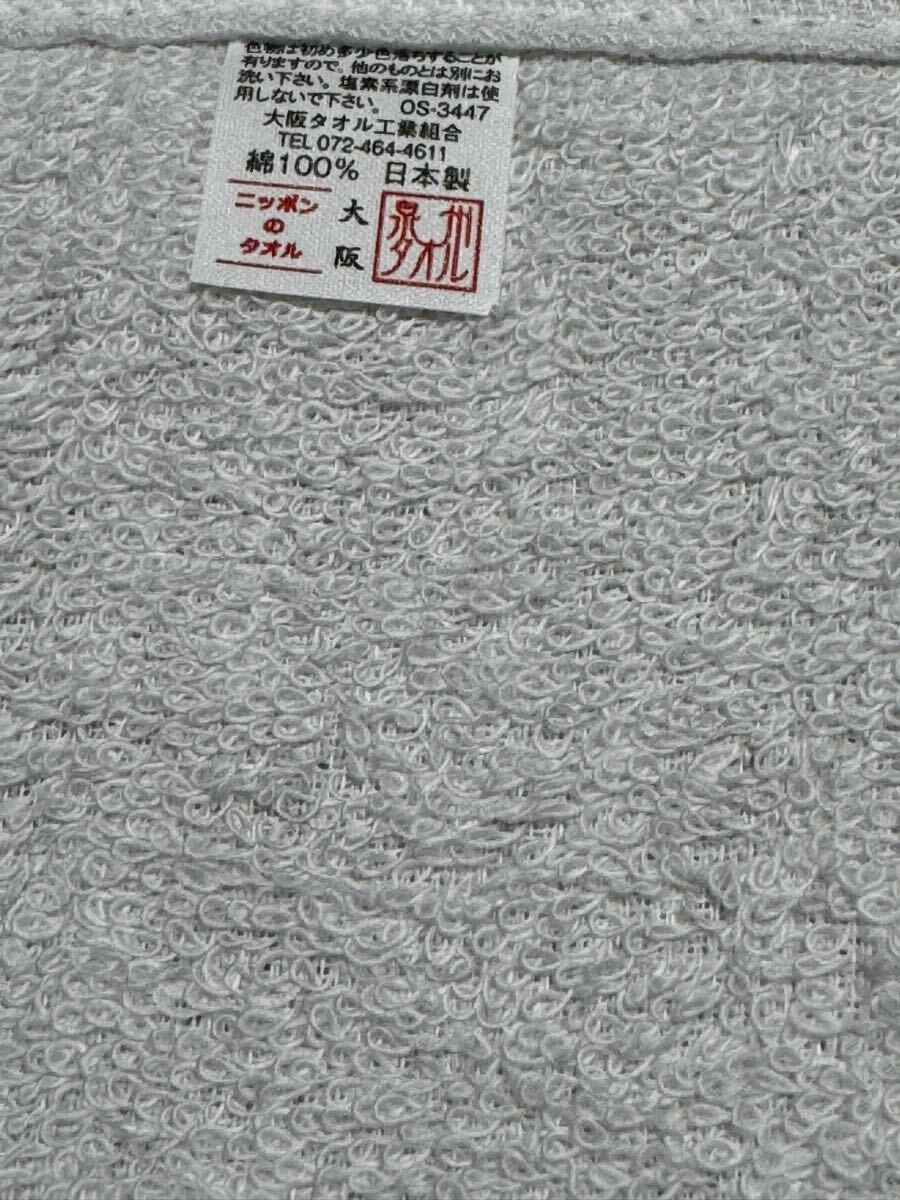 色物は初め多少色落ちすることが
有りますので。他のものとは別にお
洗い下さい。塩素系漂白剤は使
用しないで下さい。 OS-3447
大阪タオル工業組合
TEL 072-464-4611
綿100% 日本製
ニッポン
の
タオル
大
阪
泉州
タオル